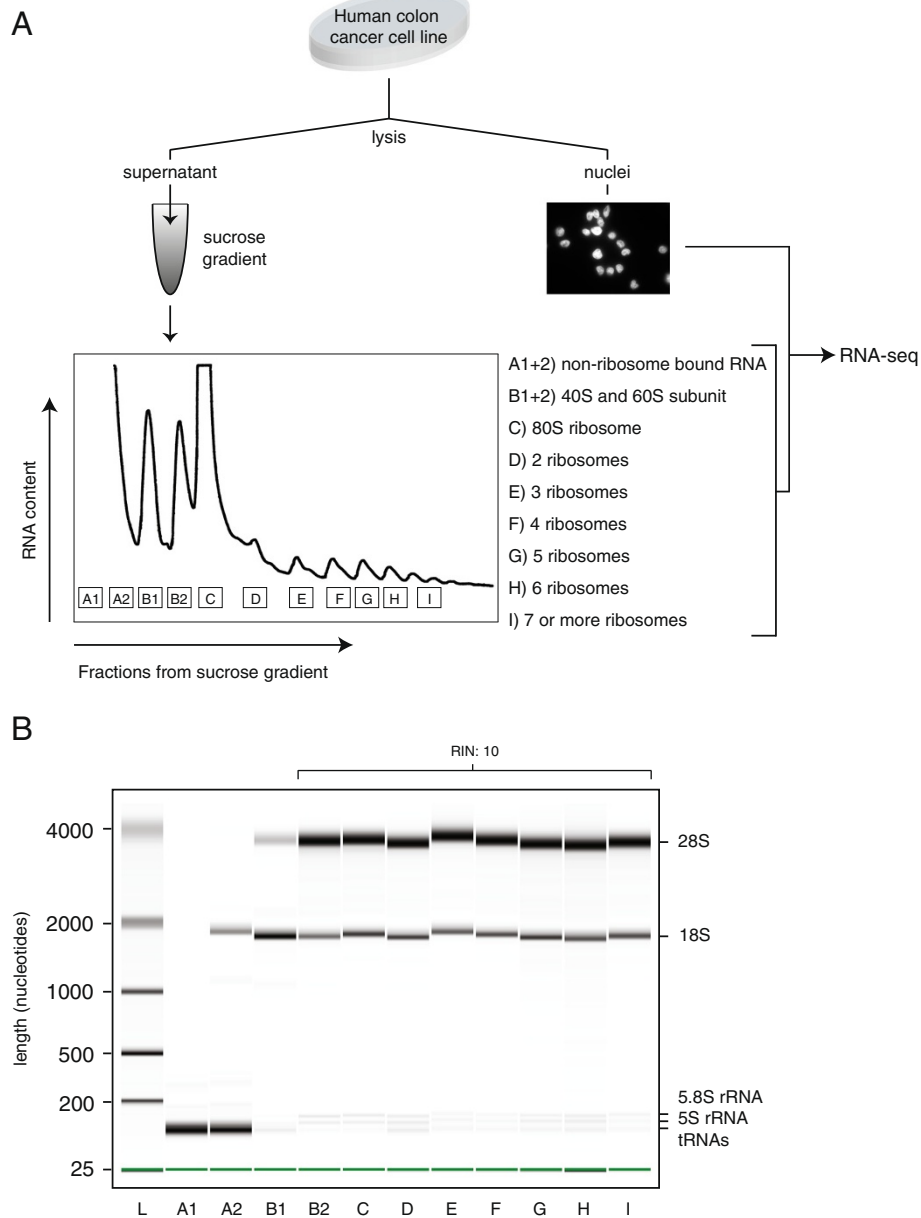 A
Human colon
cancer cell line
lysis
supernatant
nuclei
sucrose
gradient
RNA content
A1 A2 B1 B2 C D E F G H I
Fractions from sucrose gradient
A1+2) non-ribosome bound RNA
B1+2) 40S and 60S subunit
C) 80S ribosome
D) 2 ribosomes
E) 3 ribosomes
F) 4 ribosomes
G) 5 ribosomes
H) 6 ribosomes
I) 7 or more ribosomes
RNA-seq
B
RIN: 10
length (nucleotides)
4000
2000
1000
500
200
25
28S
18S
5.8S rRNA
5S rRNA
tRNAs
L A1 A2 B1 B2 C D E F G H I